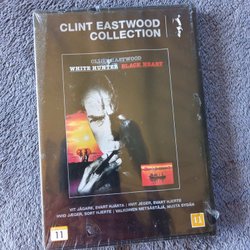 CLINT EASTWOOD
COLLECTION
CLINT EASTWOOD
WHITE HUNTER BLACK HEART
VIT JÄGARE, SVART HJÄRTA | HVIT JEGER, SVART HJERTE
HVID JÆGER, SORT HJERTE | VALKOINEN METSÄSTÄJÄ, MUSTA SYDÄN
11
11